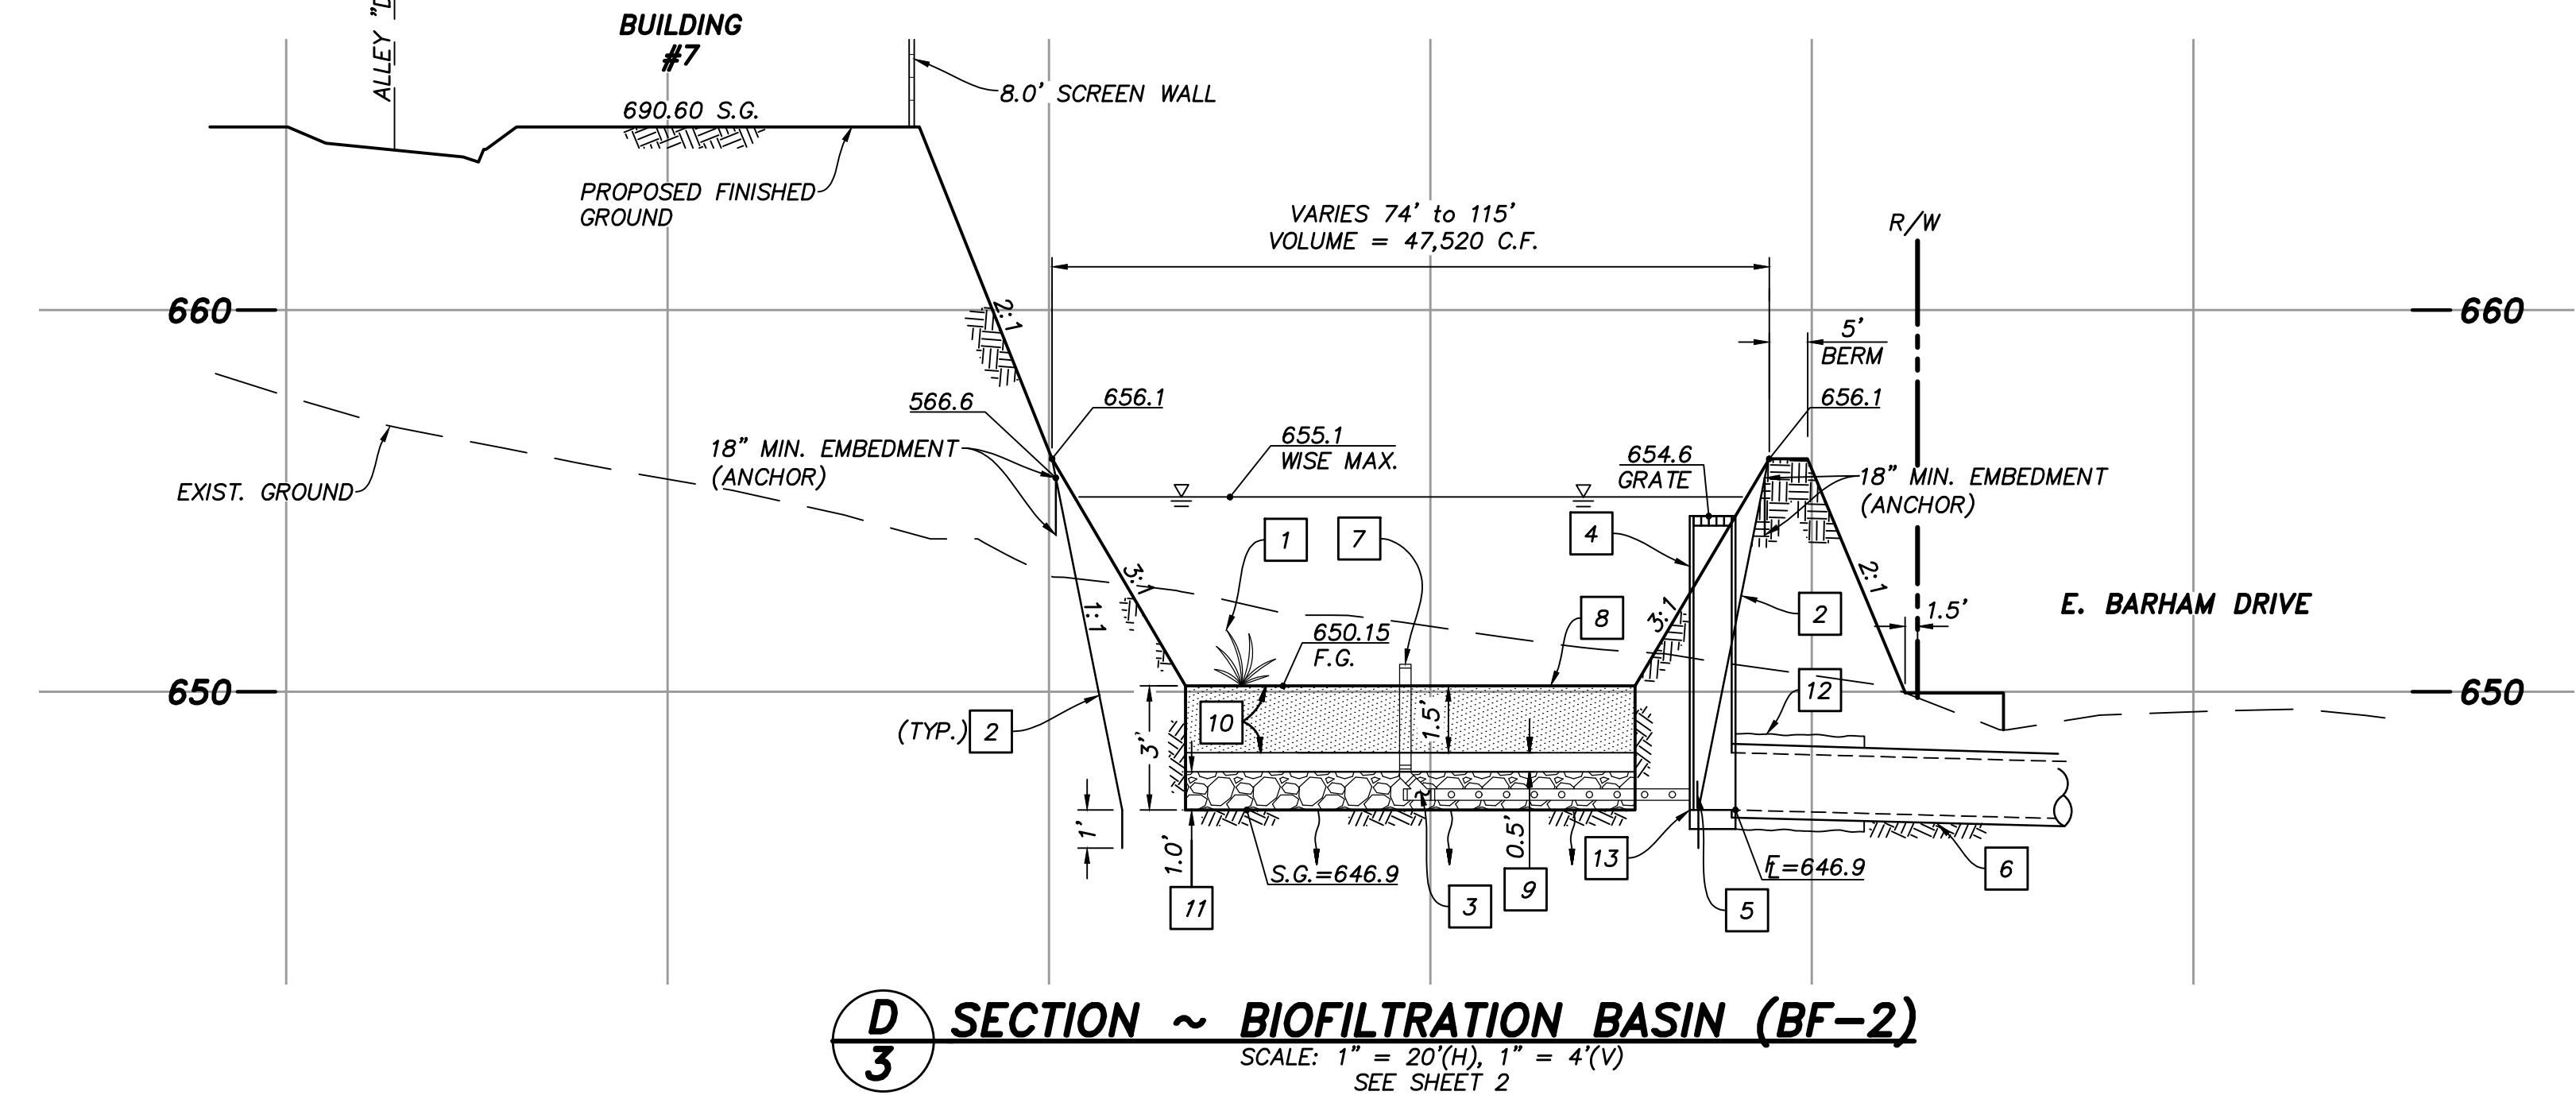 ALLEY "D
BUILDING
#7
690.60 S.G.
8.0' SCREEN WALL
PROPOSED FINISHED
GROUND
VARIES 74' to 115'
VOLUME = 47,520 C.F.
R/W
660
660
2:1
5'
BERM
566.6
656.1
656.1
18" MIN. EMBEDMENT
(ANCHOR)
655.1
WISE MAX.
654.6
GRATE
18" MIN. EMBEDMENT
(ANCHOR)
EXIST. GROUND
1
7
4
3:1
1:1
2:1
3:1
8
2
1.5'
E. BARHAM DRIVE
650.15
F.G.
650
650
12
(TYP.) 2
10
1.5'
3"
1'
1.0'
0.5'
S.G.=646.9
13
FL=646.9
6
11
3
9
5
D
3
SECTION ~ BIOFILTRATION BASIN (BF-2)
SCALE: 1" = 20'(H), 1" = 4'(V)
SEE SHEET 2